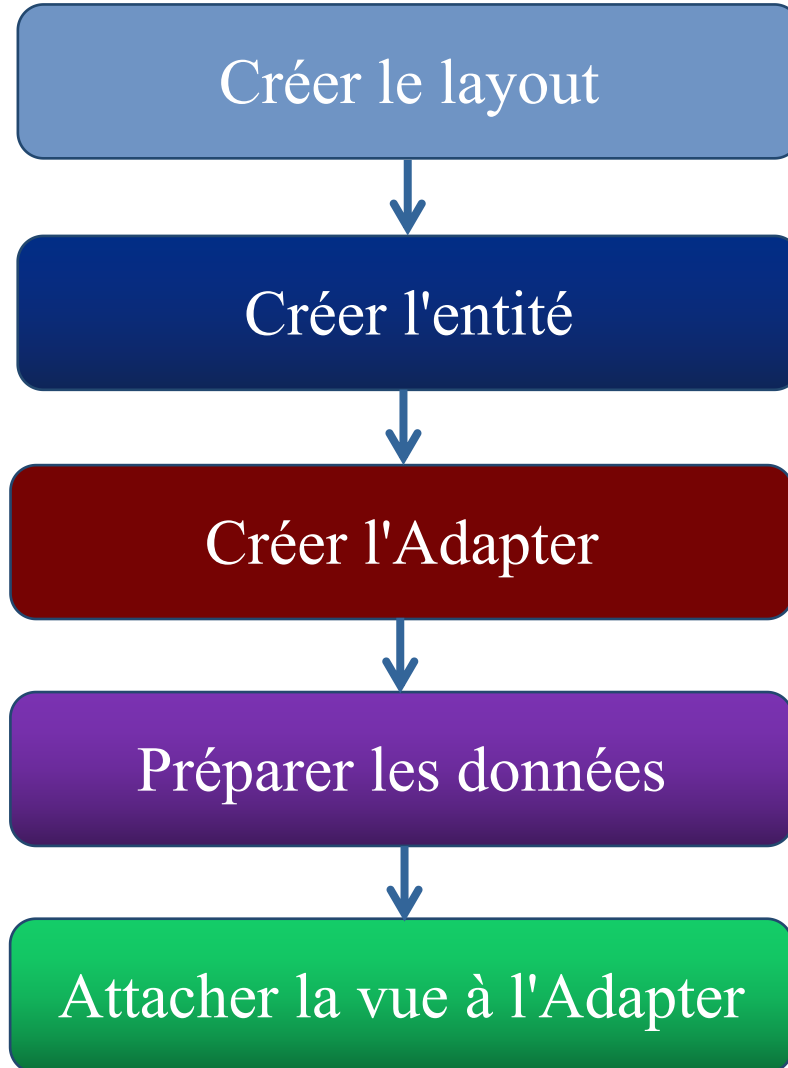 Créer le layout
Créer l'entité
Créer l'Adapter
Préparer les données
Attacher la vue à l'Adapter